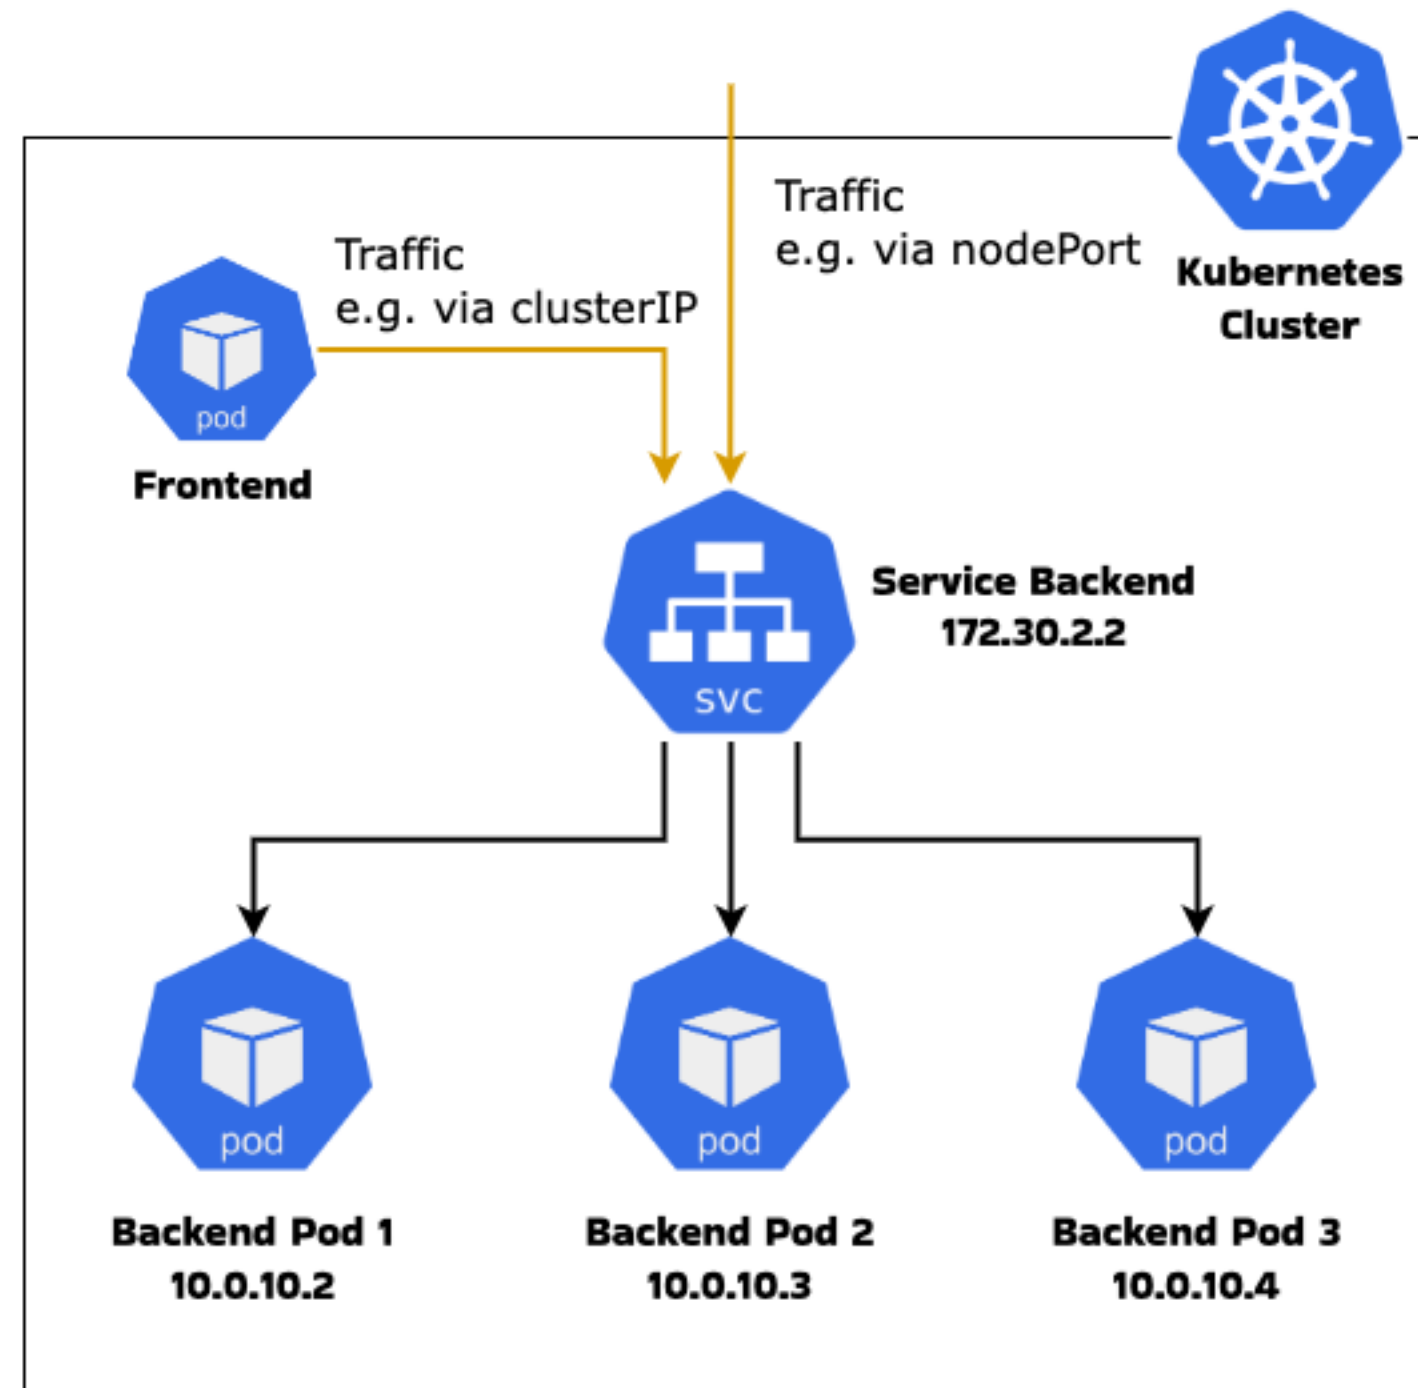 Traffic
e.g. via nodePort
Kubernetes
Cluster
Traffic
e.g. via clusterIP
pod
Frontend
Service Backend
172.30.2.2
svc
pod
pod
pod
Backend Pod 1
10.0.10.2
Backend Pod 2
10.0.10.3
Backend Pod 3
10.0.10.4